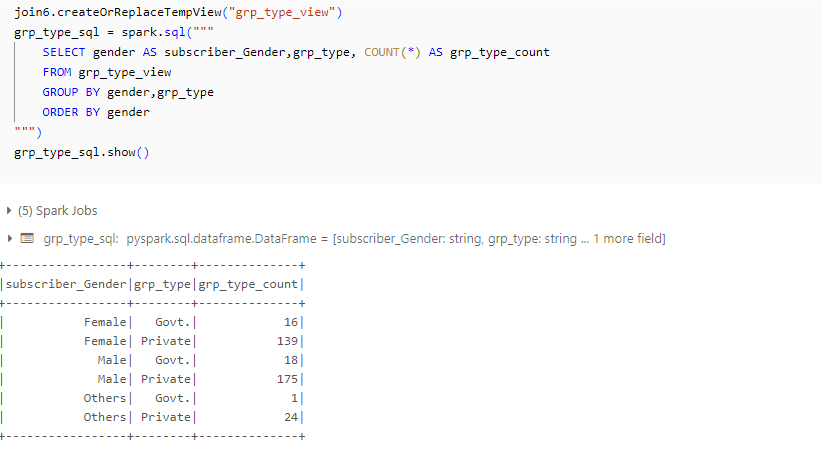 join6.createOrReplaceTempView("grp_type_view")
grp_type_sql = spark.sql("""
    SELECT gender AS subscriber_Gender,grp_type, COUNT(*) AS grp_type_count
    FROM grp_type_view
    GROUP BY gender,grp_type
    ORDER BY gender
""")
grp_type_sql.show()
(5) Spark Jobs
grp_type_sql: pyspark.sql.dataframe.DataFrame = [subscriber_Gender: string, grp_type: string ... 1 more field]
+-----------------+--------+--------------+
|subscriber_Gender|grp_type|grp_type_count|
+-----------------+--------+--------------+
|           Female|   Govt.|            16|
|           Female| Private|           139|
|             Male|   Govt.|            18|
|             Male| Private|           175|
|           Others|   Govt.|             1|
|           Others| Private|            24|
+-----------------+--------+--------------+